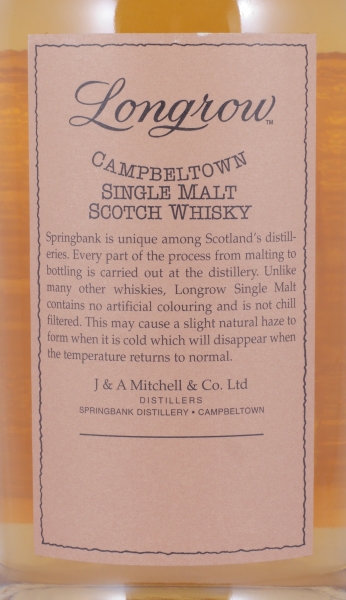 Longrow™
CAMPBELTOWN
SINGLE MALT
SCOTCH WHISKY
Springbank is unique among Scotland's distill-
eries. Every part of the process from malting to
bottling is carried out at the distillery. Unlike
many other whiskies, Longrow Single Malt
contains no artificial colouring and is not chill
filtered. This may cause a slight natural haze to
form when it is cold which will disappear when
the temperature returns to normal.
J & A Mitchell & Co. Ltd
DISTILLERS
SPRINGBANK DISTILLERY • CAMPBELTOWN